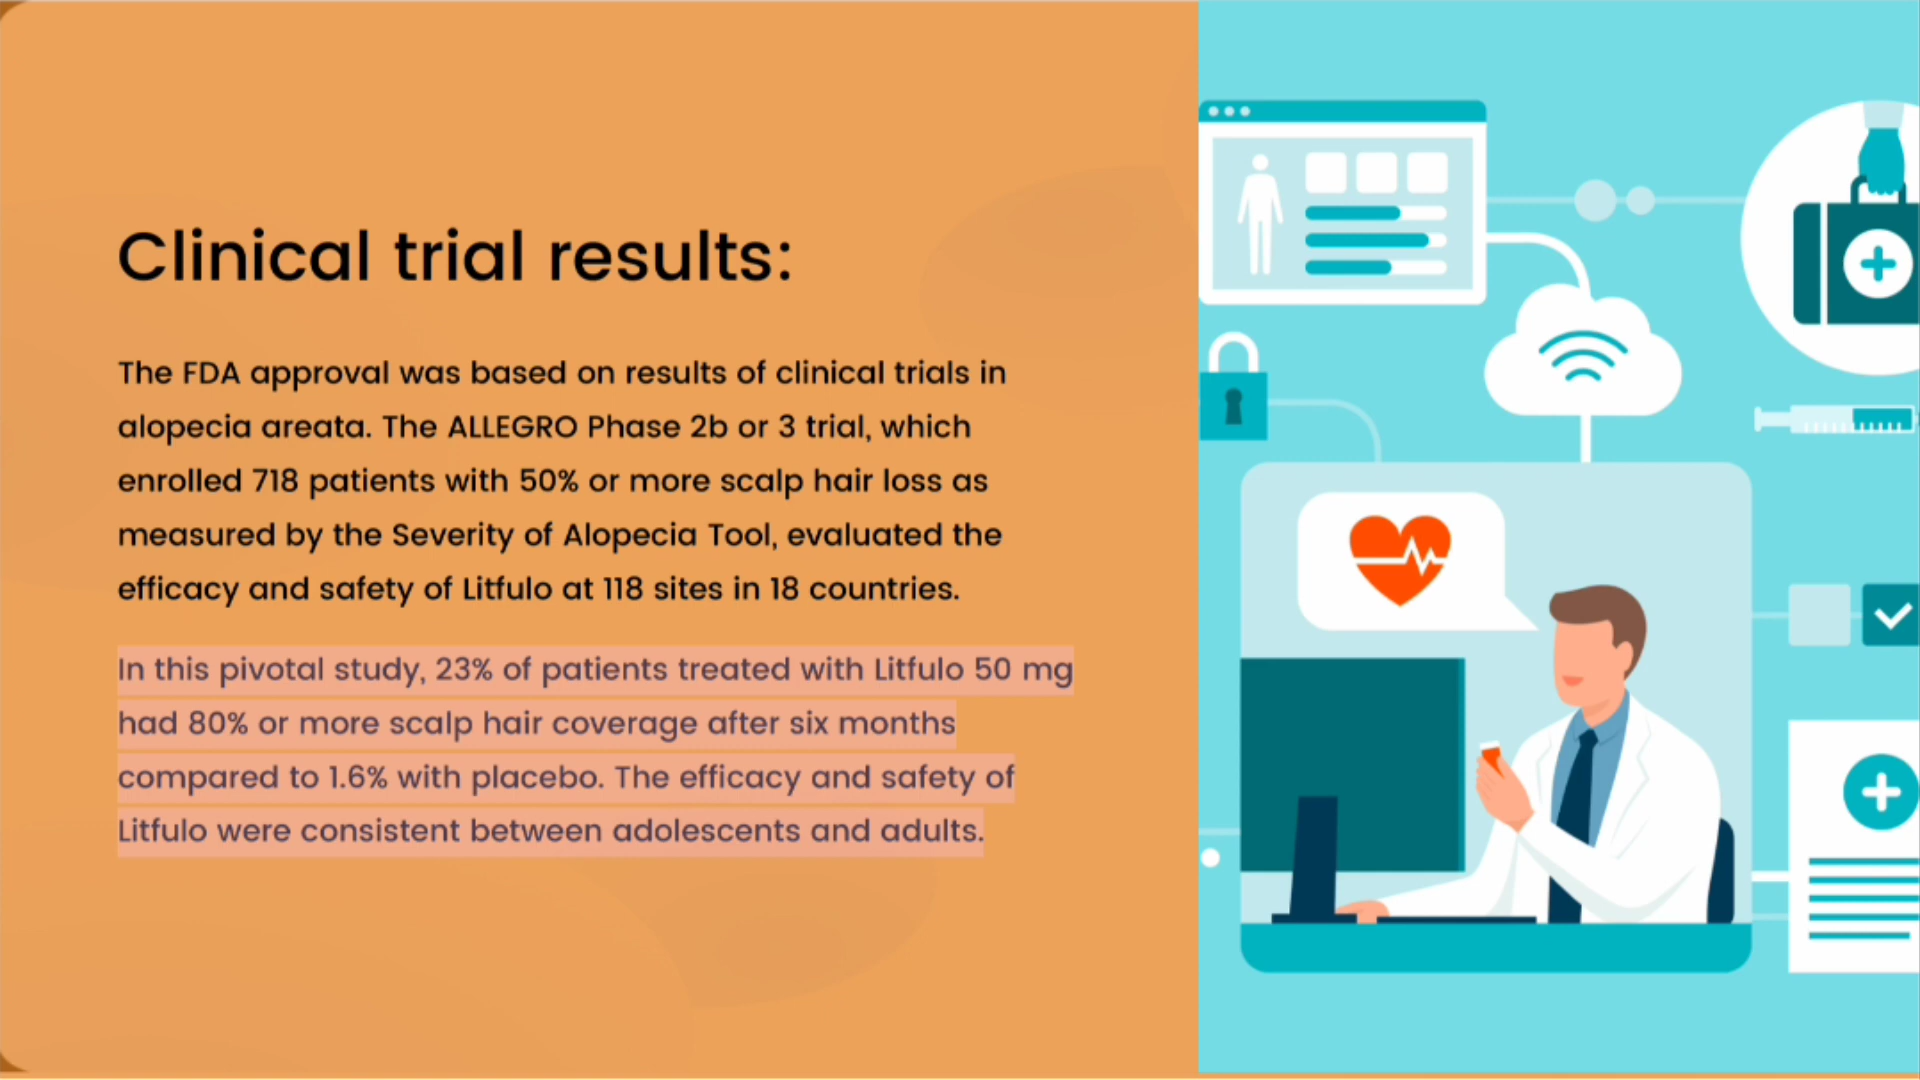 Clinical trial results:
The FDA approval was based on results of clinical trials in
alopecia areata. The ALLEGRO Phase 2b or 3 trial, which
enrolled 718 patients with 50% or more scalp hair loss as
measured by the Severity of Alopecia Tool, evaluated the
efficacy and safety of Litfulo at 118 sites in 18 countries.
In this pivotal study, 23% of patients treated with Litfulo 50 mg
had 80% or more scalp hair coverage after six months
compared to 1.6% with placebo. The efficacy and safety of
Litfulo were consistent between adolescents and adults.